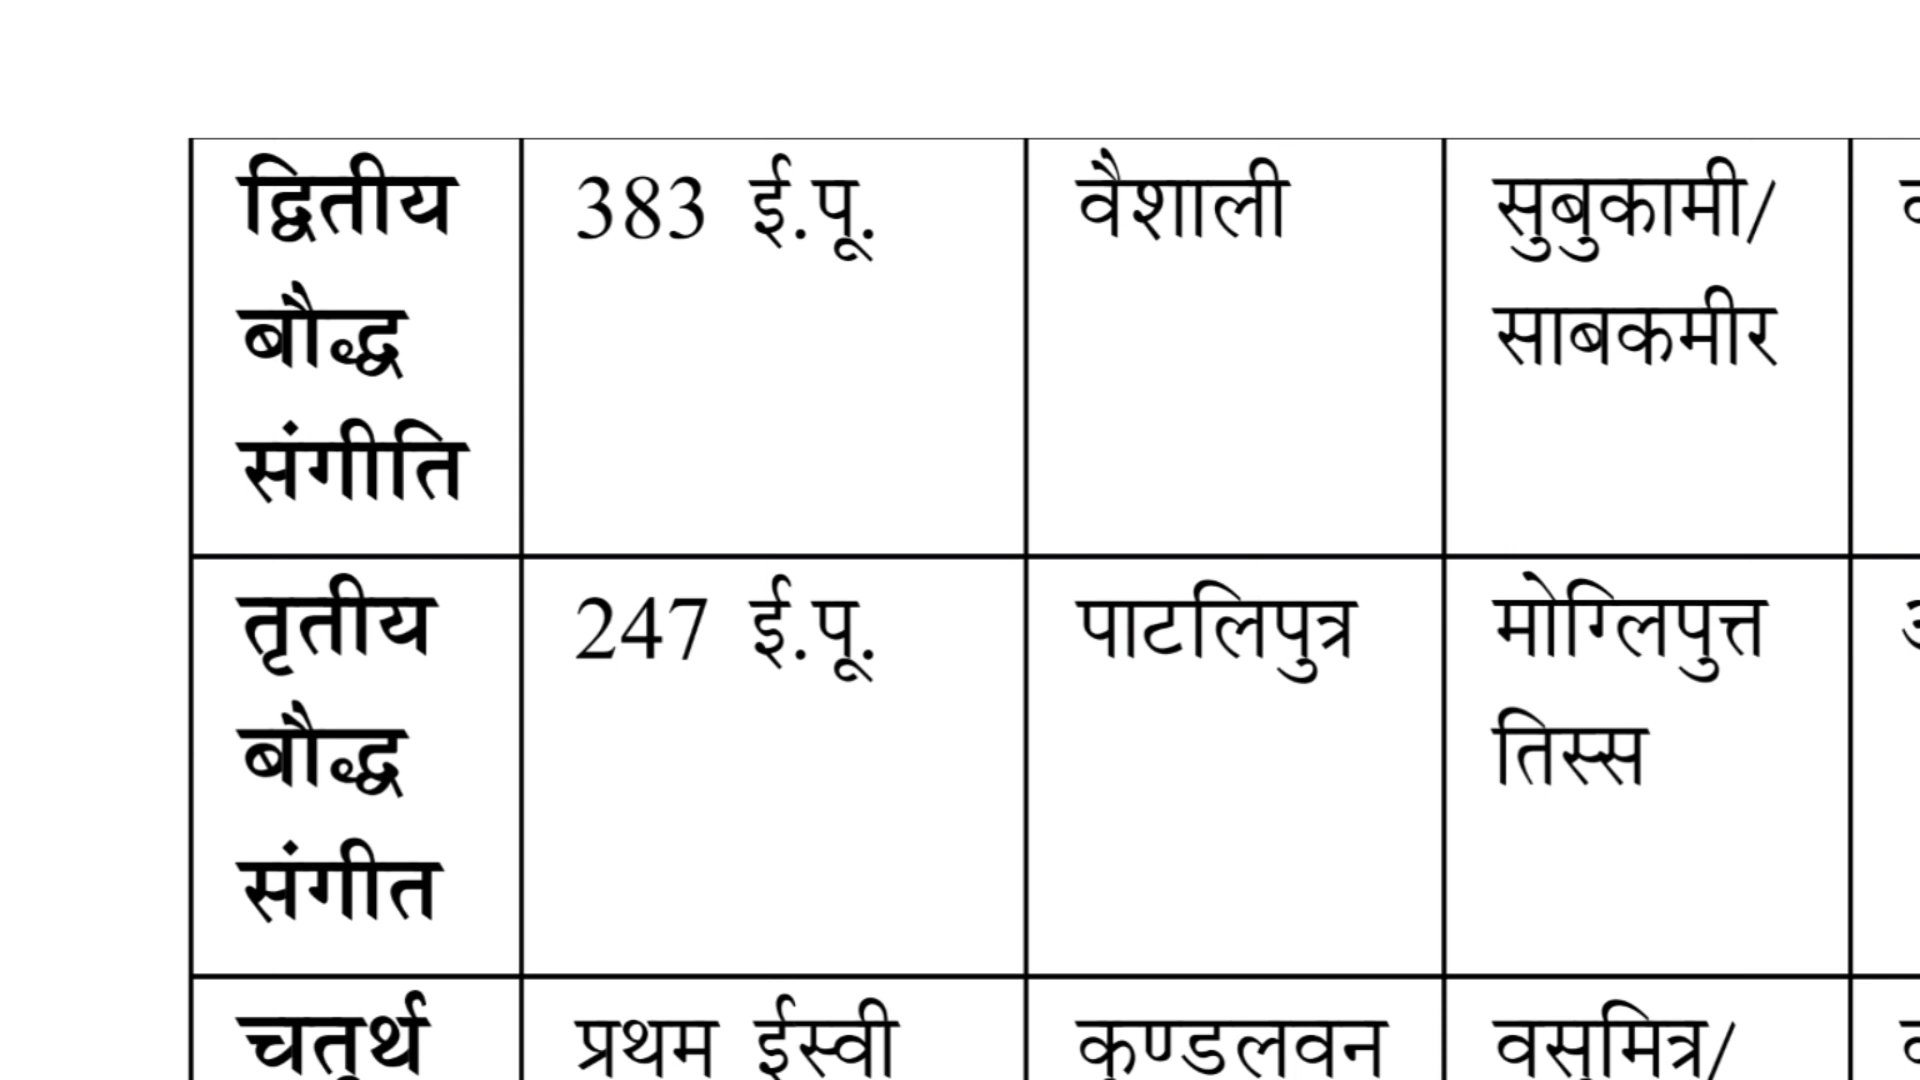 द्वितीय 383 ई.पू. वैशाली सुबुकामी/
बौद्ध साबकमीर
संगीति
तृतीय 247 ई.पू. पाटलिपुत्र मोग्लिपुत्त
बौद्ध तिस्स
संगीत
चतुर्थ प्रथम ईस्वी कुण्डलवन वसुमित्र/